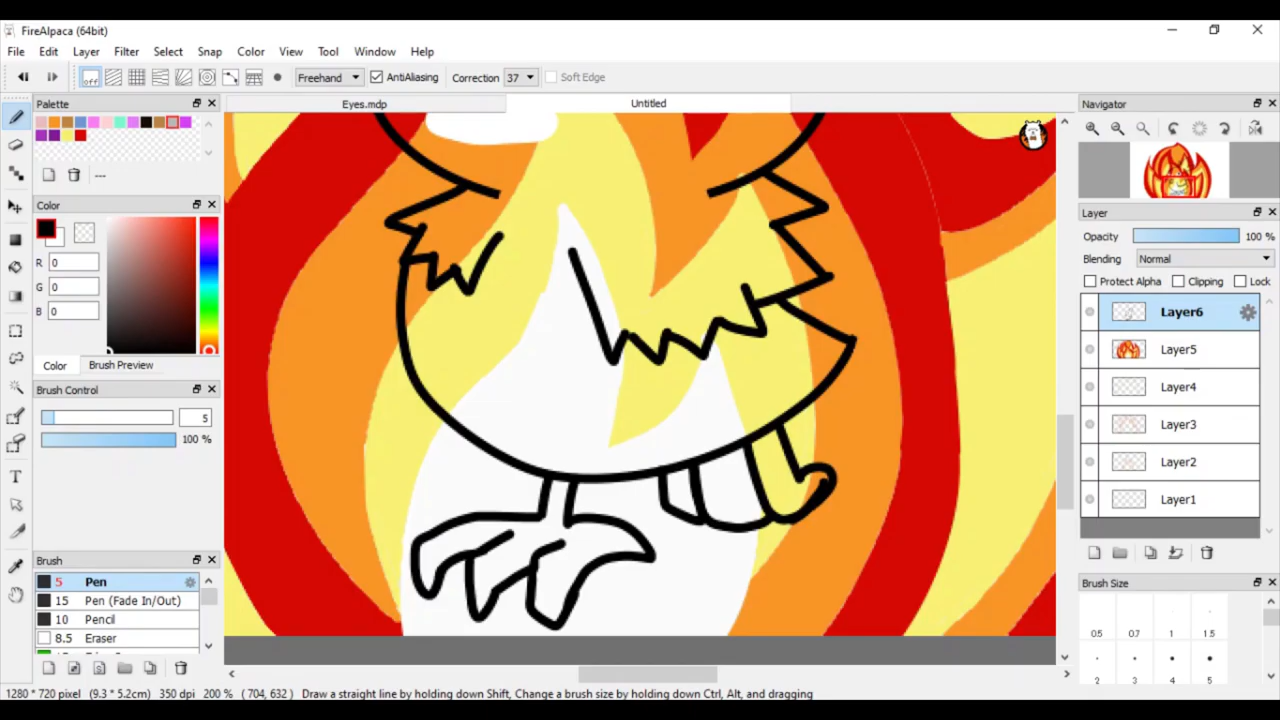 FireAlpaca (64bit)
File Edit Layer Filter Select Snap Color View Tool Window Help
off Freehand AntiAliasing Correction 37 Soft Edge
Palette
Eyes.mdp Untitled
Navigator
Color
R 0
G 0
B 0
Color Brush Preview
Brush Control
5
100 %
Brush
5 Pen
15 Pen (Fade In/Out)
10 Pencil
8.5 Eraser
Layer
Opacity 100 %
Blending Normal
Protect Alpha Clipping Lock
Layer6
Layer5
Layer4
Layer3
Layer2
Layer1
Brush Size
0.5 0.7 1 1.5
2 3 4 5
1280 * 720 pixel (9.3 * 5.2cm) 350 dpi 200 % ( 704, 632 ) Draw a straight line by holding down Shift, Change a brush size by holding down Ctrl, Alt, and dragging